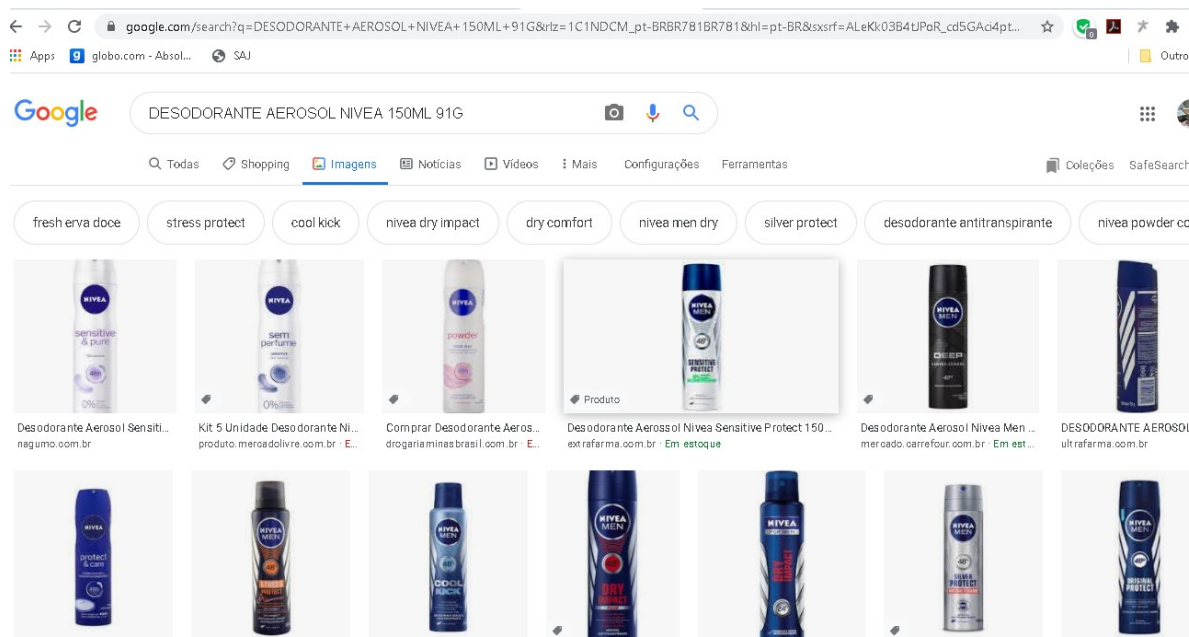 google.com/search?q=DESODORANTE+AEROSOL+NIVEA+150ML+91G&rlz=1C1NDCM_pt-BRBR781BR781&hl=pt-BR&sxsrf=ALeKk03B4tJPoR_cd5GAci4pt...
Apps globo.com - Absol... SAJ Outro
Google DESODORANTE AEROSOL NIVEA 150ML 91G
Todas Shopping Imagens Notícias Vídeos Mais Configurações Ferramentas Coleções SafeSearch
fresh erva doce stress protect cool kick nivea dry impact dry comfort nivea men dry silver protect desodorante antitranspirante nivea powder co
NIVEA
sensitive
& pure
48h
0%
NIVEA
sem
perfume
0%
NIVEA
powder
NIVEA
MEN
48
SENSITIVE
PROTECT
Produto
NIVEA
MEN
DEEP
Desodorante Aerosol Sensiti... Kit 5 Unidade Desodorante Ni... Comprar Desodorante Aeros... Desodorante Aerossol Nivea Sensitive Protect 150... Desodorante Aerosol Nivea Men ... DESODORANTE AEROSOL
nagumo.com.br produto.mercadolivre.com.br · E... drogariaminasbrasil.com.br · E... extrafarma.com.br · Em estoque mercado.carrefour.com.br · Em est... ultrafarma.com.br
NIVEA
protect
& care
NIVEA
MEN
STRESS
PROTECT
NIVEA
MEN
COOL
KICK
NIVEA
MEN
DRY
IMPACT
NIVEA
DRY
IMPACT
NIVEA
MEN
SILVER
PROTECT
NIVEA
MEN
ORIGINAL
PROTECT